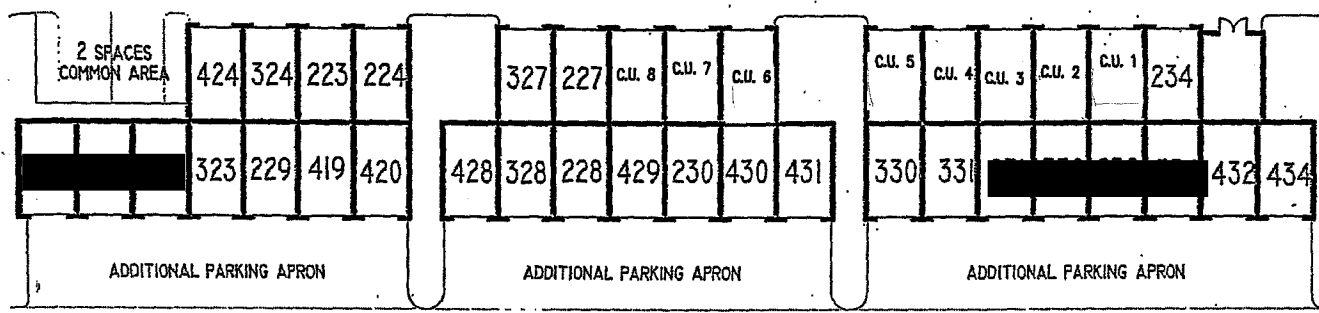 2 SPACES
COMMON AREA
424 324 223 224
327 227 C.U. 8 C.U. 7 C.U. 6
C.U. 5 C.U. 4 C.U. 3 C.U. 2 C.U. 1 234
323 229 419 420
428 328 228 429 230 430 431
330 331 432 434
ADDITIONAL PARKING APRON
ADDITIONAL PARKING APRON
ADDITIONAL PARKING APRON